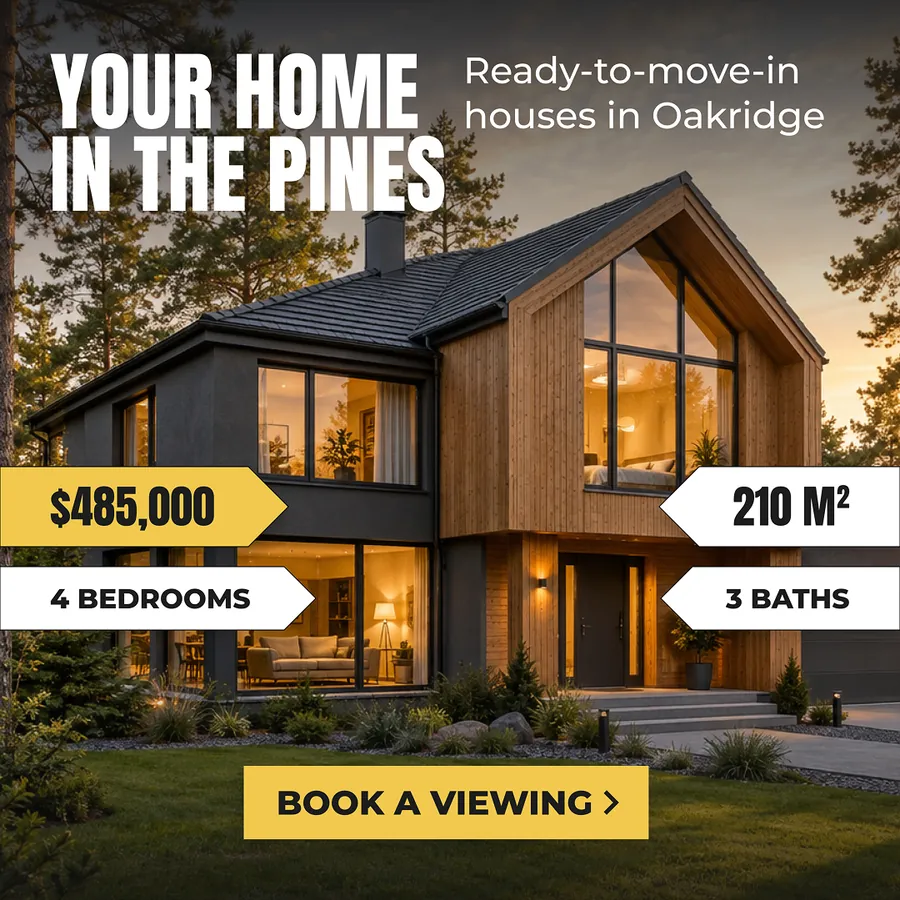 YOUR HOME
IN THE PINES
Ready-to-move-in
houses in Oakridge
$485,000
210 M²
4 BEDROOMS
3 BATHS
BOOK A VIEWING >